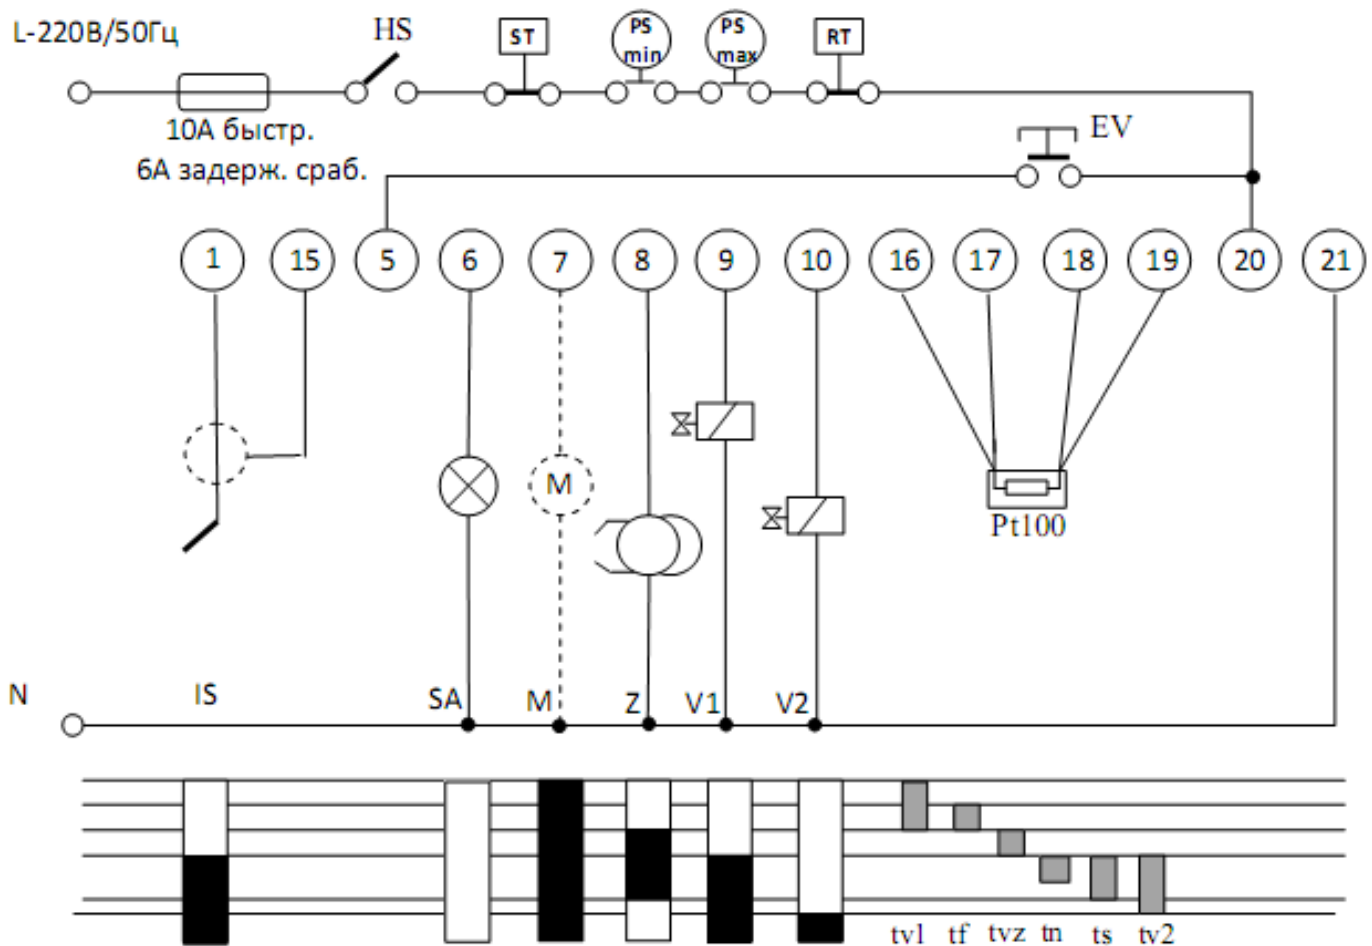 L-220В/50Гц
HS
ST
PS
min
PS
max
RT
10А быстр.
6А задерж. сраб.
EV
1
15
5
6
7
8
9
10
16
17
18
19
20
21
M
Pt100
N
IS
SA
M
Z
V1
V2
tv1
tf
tvz
tn
ts
tv2